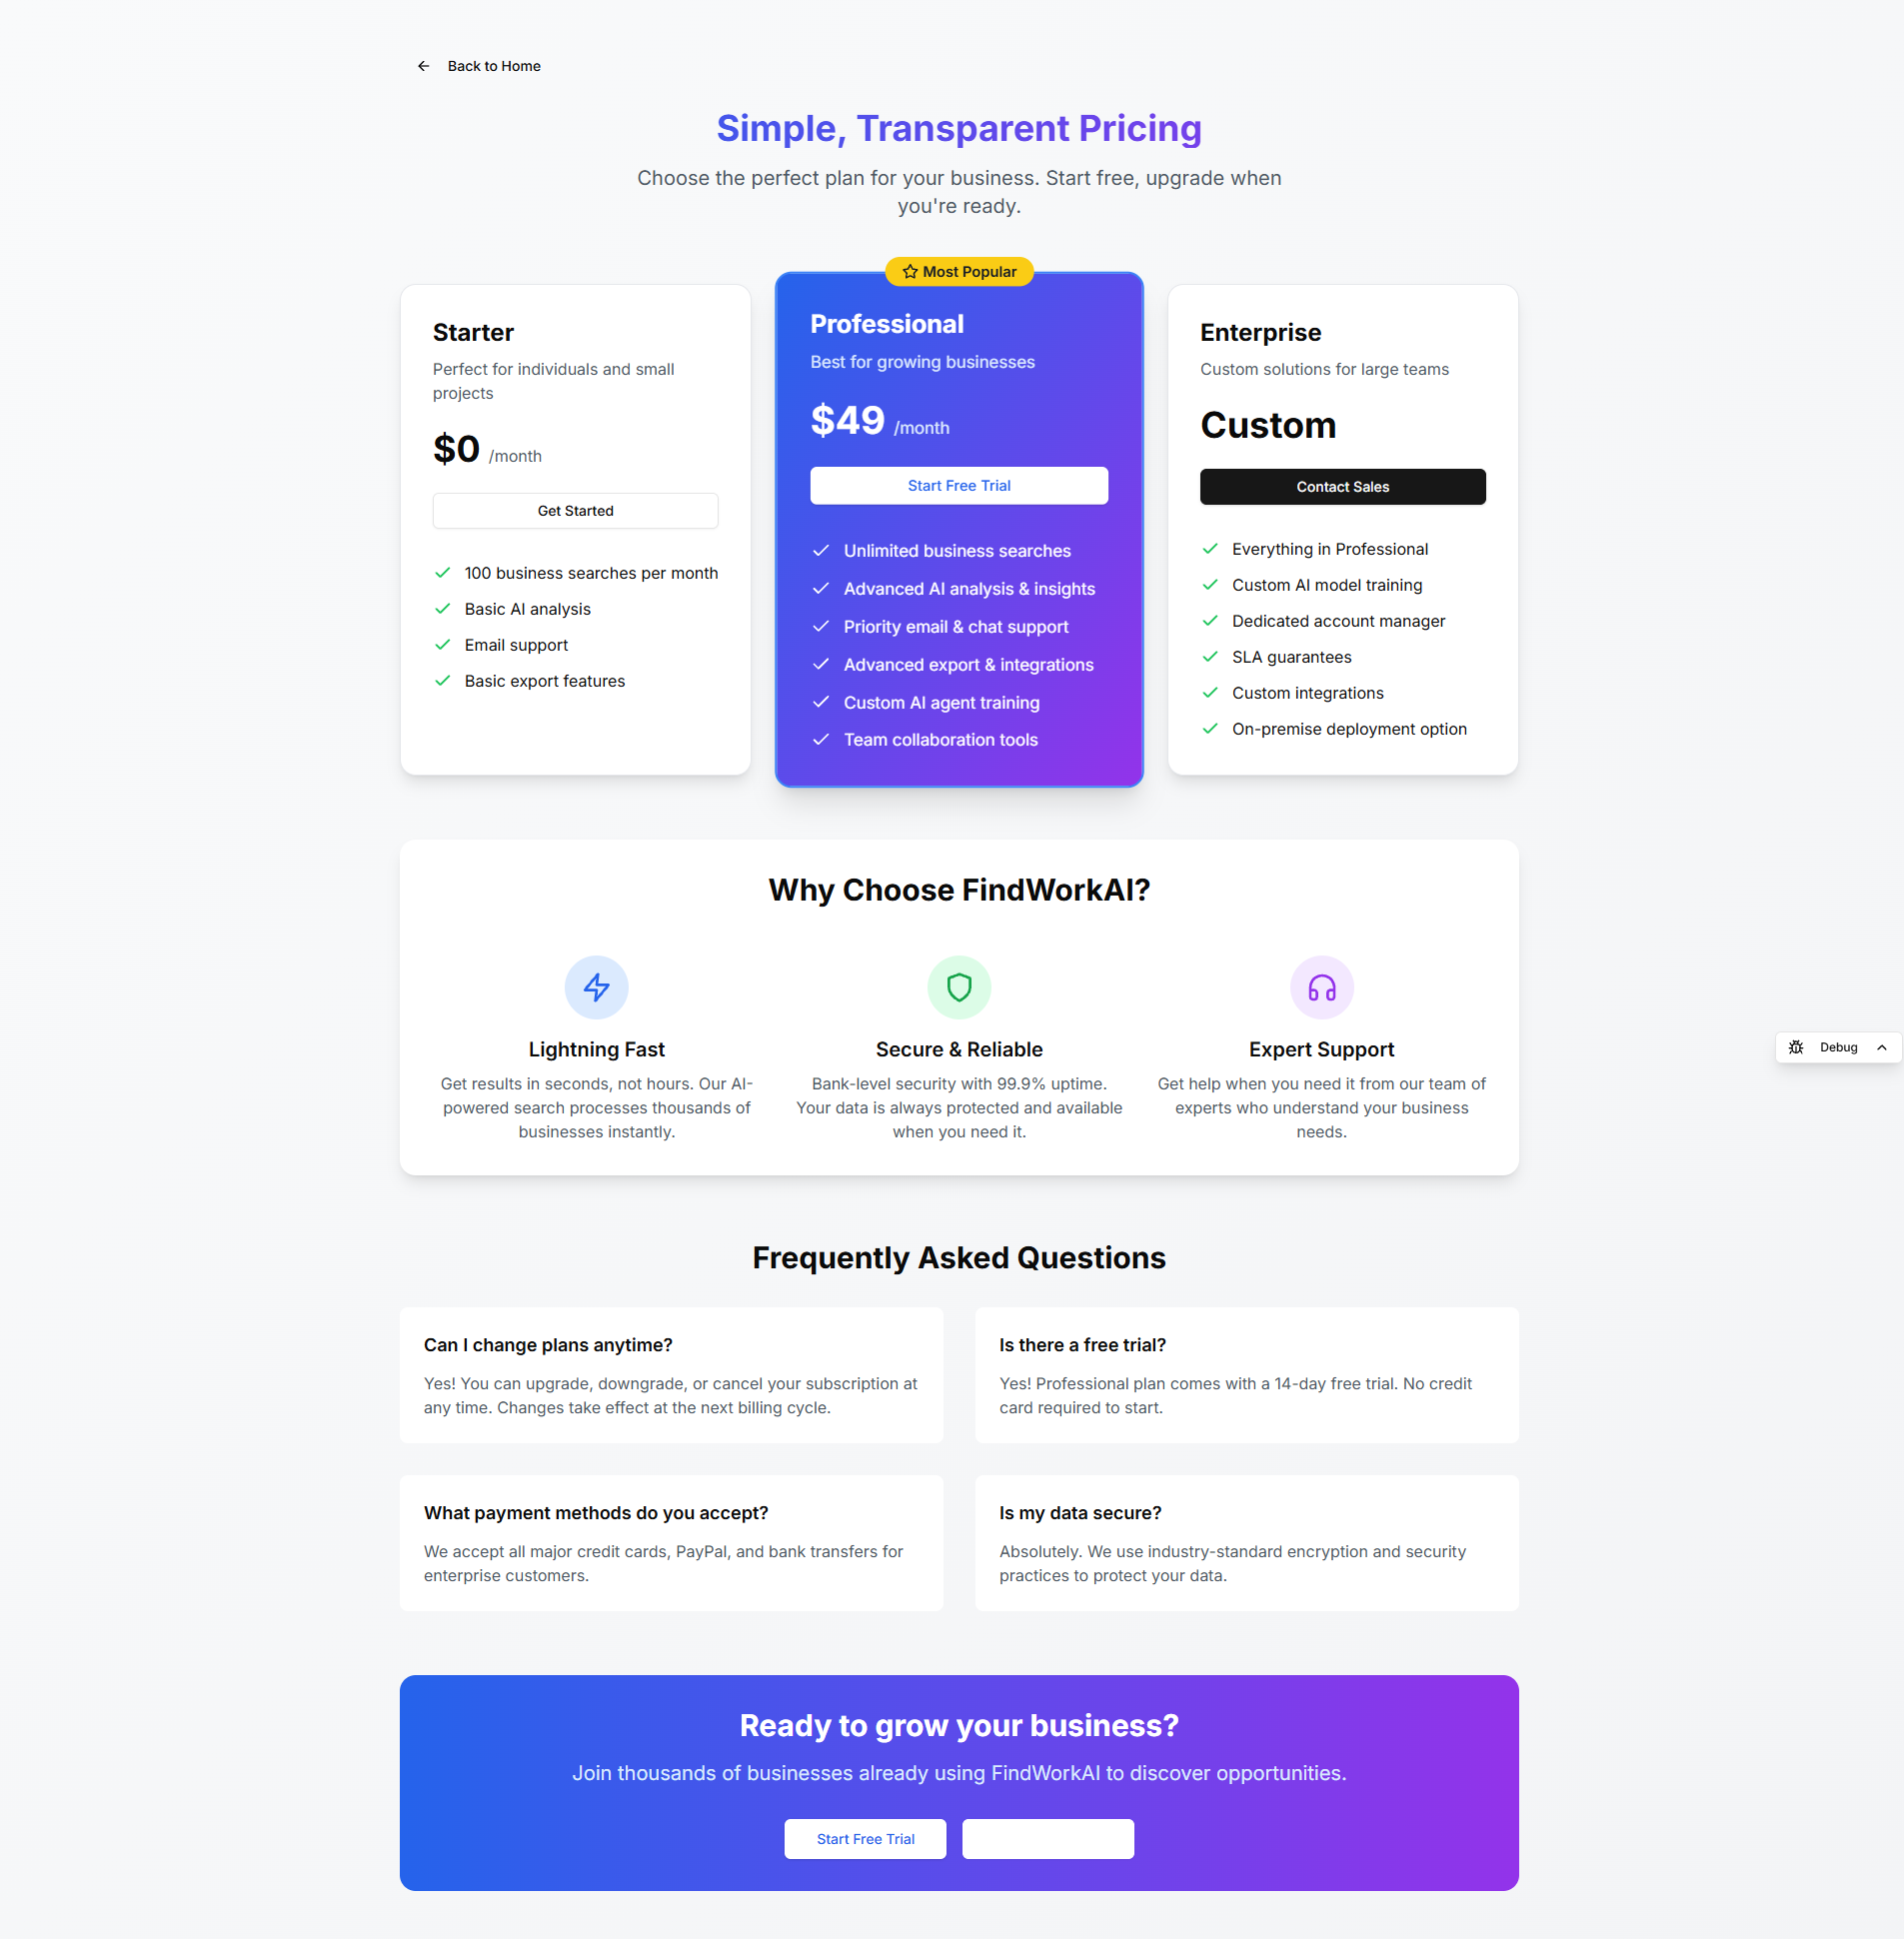 Back to Home
Simple, Transparent Pricing
Choose the perfect plan for your business. Start free, upgrade when
you're ready.
Starter
Perfect for individuals and small
projects
$0 /month
Get Started
100 business searches per month
Basic AI analysis
Email support
Basic export features
Most Popular
Professional
Best for growing businesses
$49 /month
Start Free Trial
Unlimited business searches
Advanced AI analysis & insights
Priority email & chat support
Advanced export & integrations
Custom AI agent training
Team collaboration tools
Enterprise
Custom solutions for large teams
Custom
Contact Sales
Everything in Professional
Custom AI model training
Dedicated account manager
SLA guarantees
Custom integrations
On-premise deployment option
Why Choose FindWorkAI?
Lightning Fast
Get results in seconds, not hours. Our AI-
powered search processes thousands of
businesses instantly.
Secure & Reliable
Bank-level security with 99.9% uptime.
Your data is always protected and available
when you need it.
Expert Support
Get help when you need it from our team of
experts who understand your business
needs.
Debug
Frequently Asked Questions
Can I change plans anytime?
Yes! You can upgrade, downgrade, or cancel your subscription at
any time. Changes take effect at the next billing cycle.
Is there a free trial?
Yes! Professional plan comes with a 14-day free trial. No credit
card required to start.
What payment methods do you accept?
We accept all major credit cards, PayPal, and bank transfers for
enterprise customers.
Is my data secure?
Absolutely. We use industry-standard encryption and security
practices to protect your data.
Ready to grow your business?
Join thousands of businesses already using FindWorkAI to discover opportunities.
Start Free Trial